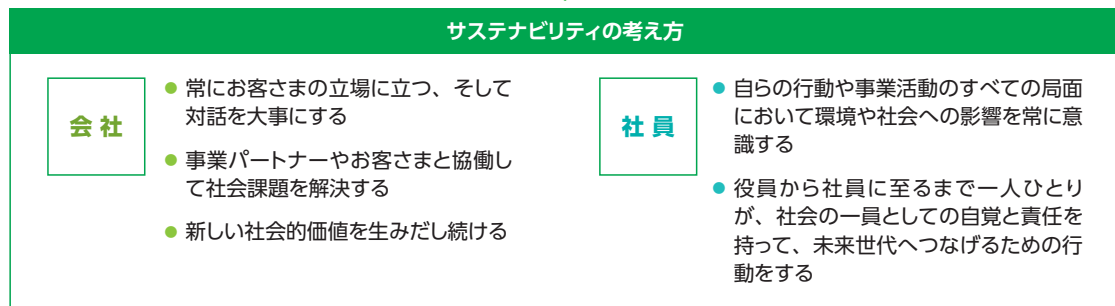 サステナビリティの考え方
会社
● 常にお客さまの立場に立つ、そして
対話を大事にする
● 事業パートナーやお客さまと協働し
て社会課題を解決する
● 新しい社会的価値を生みだし続ける
社員
● 自らの行動や事業活動のすべての局面
において環境や社会への影響を常に意
識する
● 役員から社員に至るまで一人ひとり
が、社会の一員としての自覚と責任を
持って、未来世代へつなげるための行
動をする